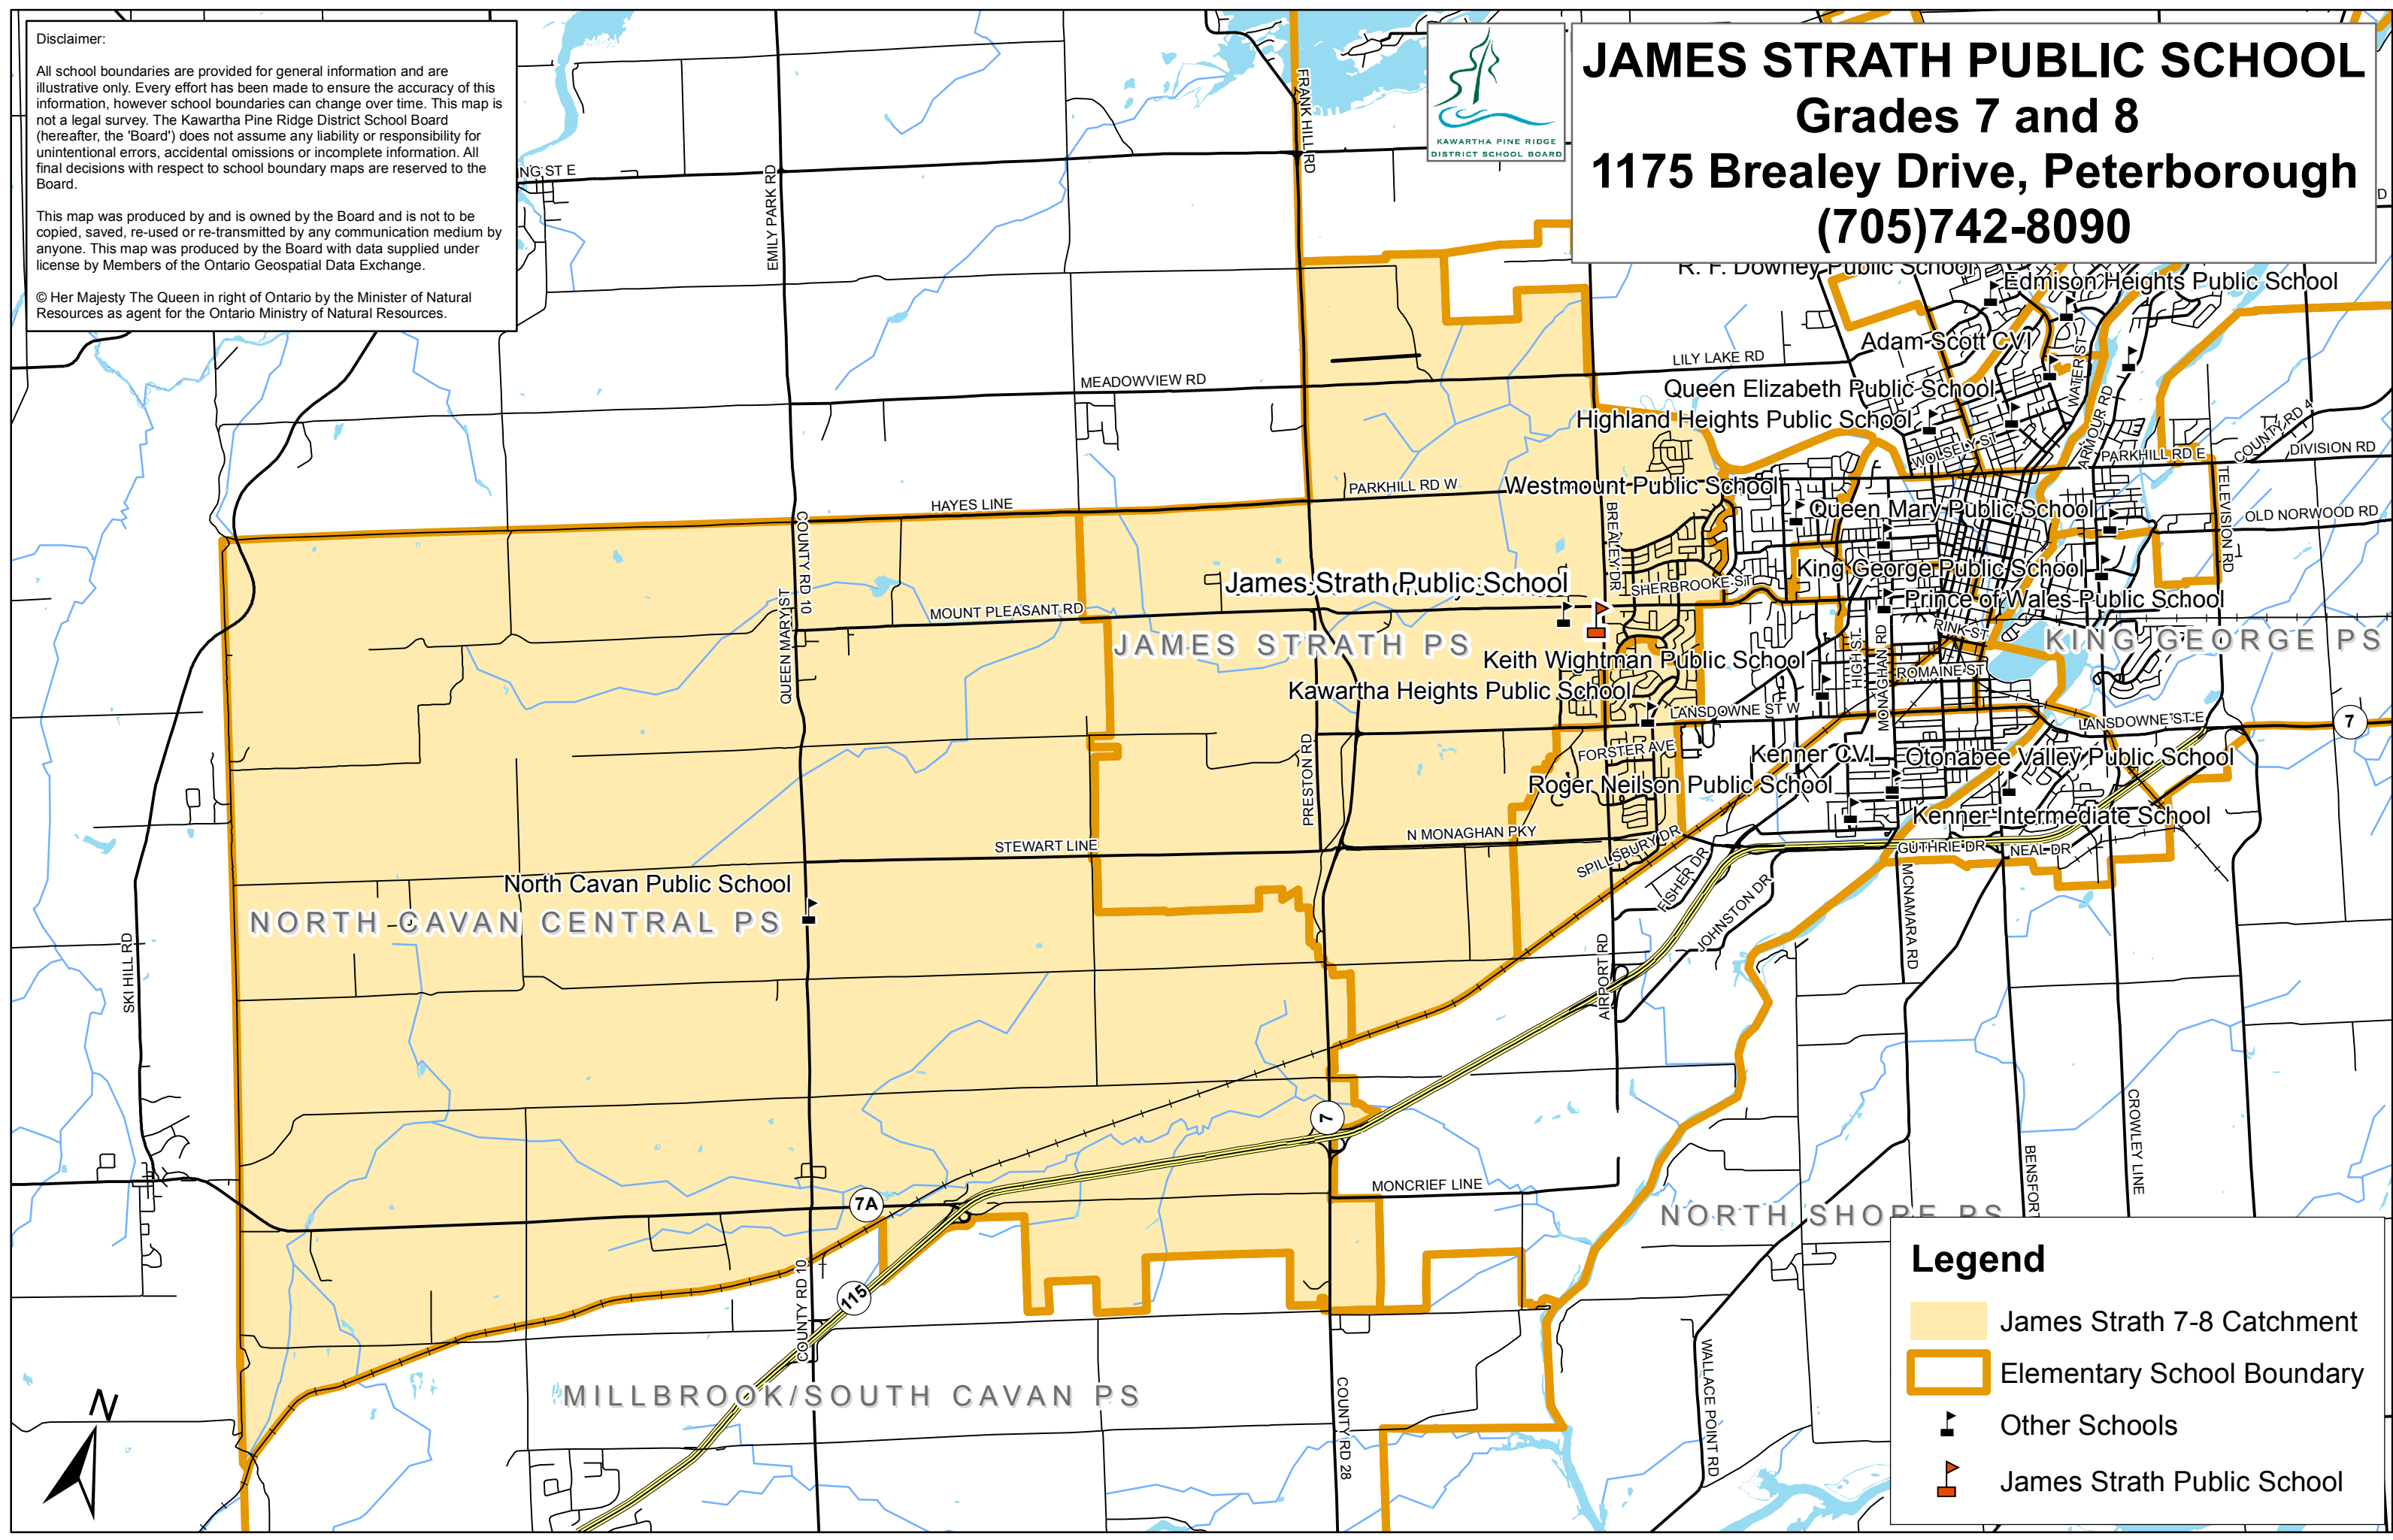 Disclaimer:
All school boundaries are provided for general information and are
illustrative only. Every effort has been made to ensure the accuracy of this
information, however school boundaries can change over time. This map is
not a legal survey. The Kawartha Pine Ridge District School Board
(hereafter, the 'Board') does not assume any liability or responsibility for
unintentional errors, accidental omissions or incomplete information. All
final decisions with respect to school boundary maps are reserved to the
Board.
This map was produced by and is owned by the Board and is not to be
copied, saved, re-used or re-transmitted by any communication medium by
anyone. This map was produced by the Board with data supplied under
license by Members of the Ontario Geospatial Data Exchange.
© Her Majesty The Queen in right of Ontario by the Minister of Natural
Resources as agent for the Ontario Ministry of Natural Resources.
KAWARTHA PINE RIDGE
DISTRICT SCHOOL BOARD
JAMES STRATH PUBLIC SCHOOL
Grades 7 and 8
1175 Brealey Drive, Peterborough
(705)742-8090
NG ST E
EMILY PARK RD
FRANK HILL RD
D
R. F. Downey Public School
Edmison Heights Public School
Adam Scott CVI
WATER ST
LILY LAKE RD
MEADOWVIEW RD
Queen Elizabeth Public School
Highland Heights Public School
ARMOUR RD
COUNTY RD 4
WOLSELY ST
PARKHILL RD E
DIVISION RD
TELEVISION RD
PARKHILL RD W
Westmount Public School
HAYES LINE
COUNTY RD 10
BREALEY DR
Queen Mary Public School
OLD NORWOOD RD
King George Public School
James Strath Public School
SHERBROOKE ST
Prince of Wales Public School
MOUNT PLEASANT RD
QUEEN MARY ST
JAMES STRATH PS
RINK ST
KING GEORGE PS
Keith Wightman Public School
HIGH ST
MONAGHAN RD
ROMAINE ST
Kawartha Heights Public School
LANSDOWNE ST W
LANSDOWNE ST E
7
PRESTON RD
FORSTER AVE
Kenner CVI
Otonabee Valley Public School
Roger Neilson Public School
Kenner Intermediate School
N MONAGHAN PKY
SPILLSBURY DR
STEWART LINE
GUTHRIE DR
NEAL DR
FISHER DR
JOHNSTON DR
MCNAMARA RD
North Cavan Public School
NORTH CAVAN CENTRAL PS
SKI HILL RD
AIRPORT RD
7
CROWLEY LINE
BENSFORT
MONCRIEF LINE
7A
NORTH SHORE PS
COUNTY RD 10
115
WALLACE POINT RD
COUNTY RD 28
MILLBROOK/SOUTH CAVAN PS
N
Legend
James Strath 7-8 Catchment
Elementary School Boundary
Other Schools
James Strath Public School